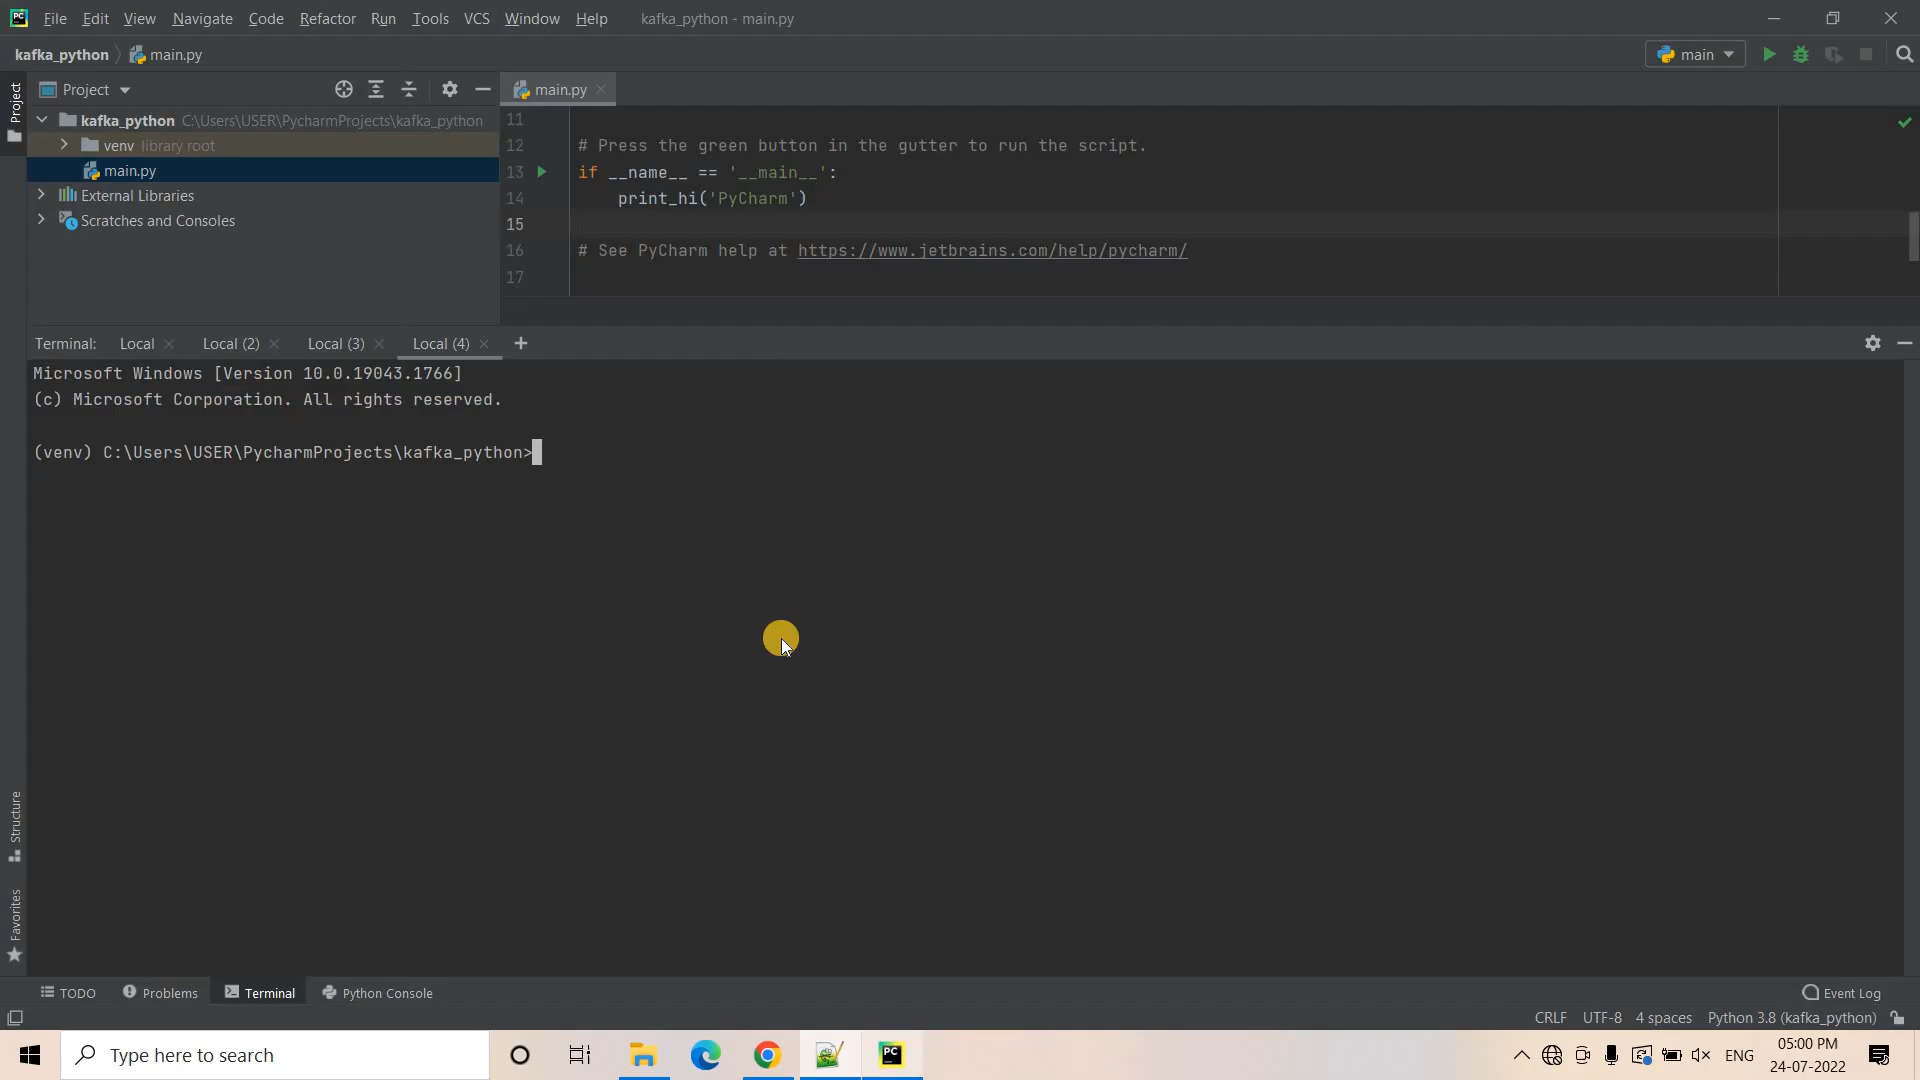 File Edit View Navigate Code Refactor Run Tools VCS Window Help kafka_python - main.py
kafka_python main.py
main
Project
Project
main.py
kafka_python C:\Users\USER\PycharmProjects\kafka_python
venv library root
main.py
External Libraries
Scratches and Consoles
11
12 # Press the green button in the gutter to run the script.
13 if __name__ == '__main__':
14 print_hi('PyCharm')
15
16 # See PyCharm help at https://www.jetbrains.com/help/pycharm/
17
Terminal: Local Local (2) Local (3) Local (4)
Microsoft Windows [Version 10.0.19043.1766]
(c) Microsoft Corporation. All rights reserved.
(venv) C:\Users\USER\PycharmProjects\kafka_python>
Structure
Favorites
TODO Problems Terminal Python Console Event Log
CRLF UTF-8 4 spaces Python 3.8 (kafka_python)
Type here to search
PC
ENG
05:00 PM
24-07-2022